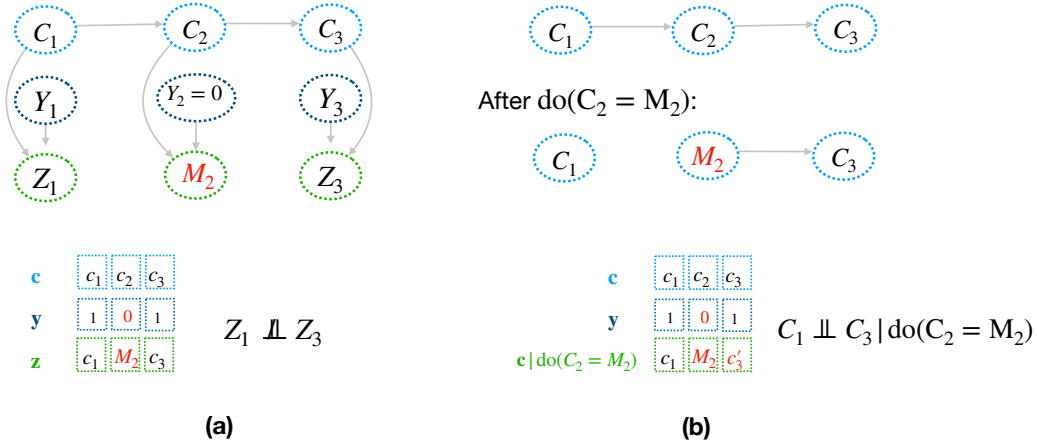 C₁ C₂ C₃
Y₁ Y₂ = 0 Y₃
Z₁ M₂ Z₃
c c₁ c₂ c₃
y 1 0 1
z c₁ M₂ c₃
Z₁ ⫫̸ Z₃
(a)
C₁ C₂ C₃
After do(C₂ = M₂):
C₁ M₂ C₃
c c₁ c₂ c₃
y 1 0 1
c | do(C₂ = M₂) c₁ M₂ c₃′
C₁ ⫫ C₃ | do(C₂ = M₂)
(b)